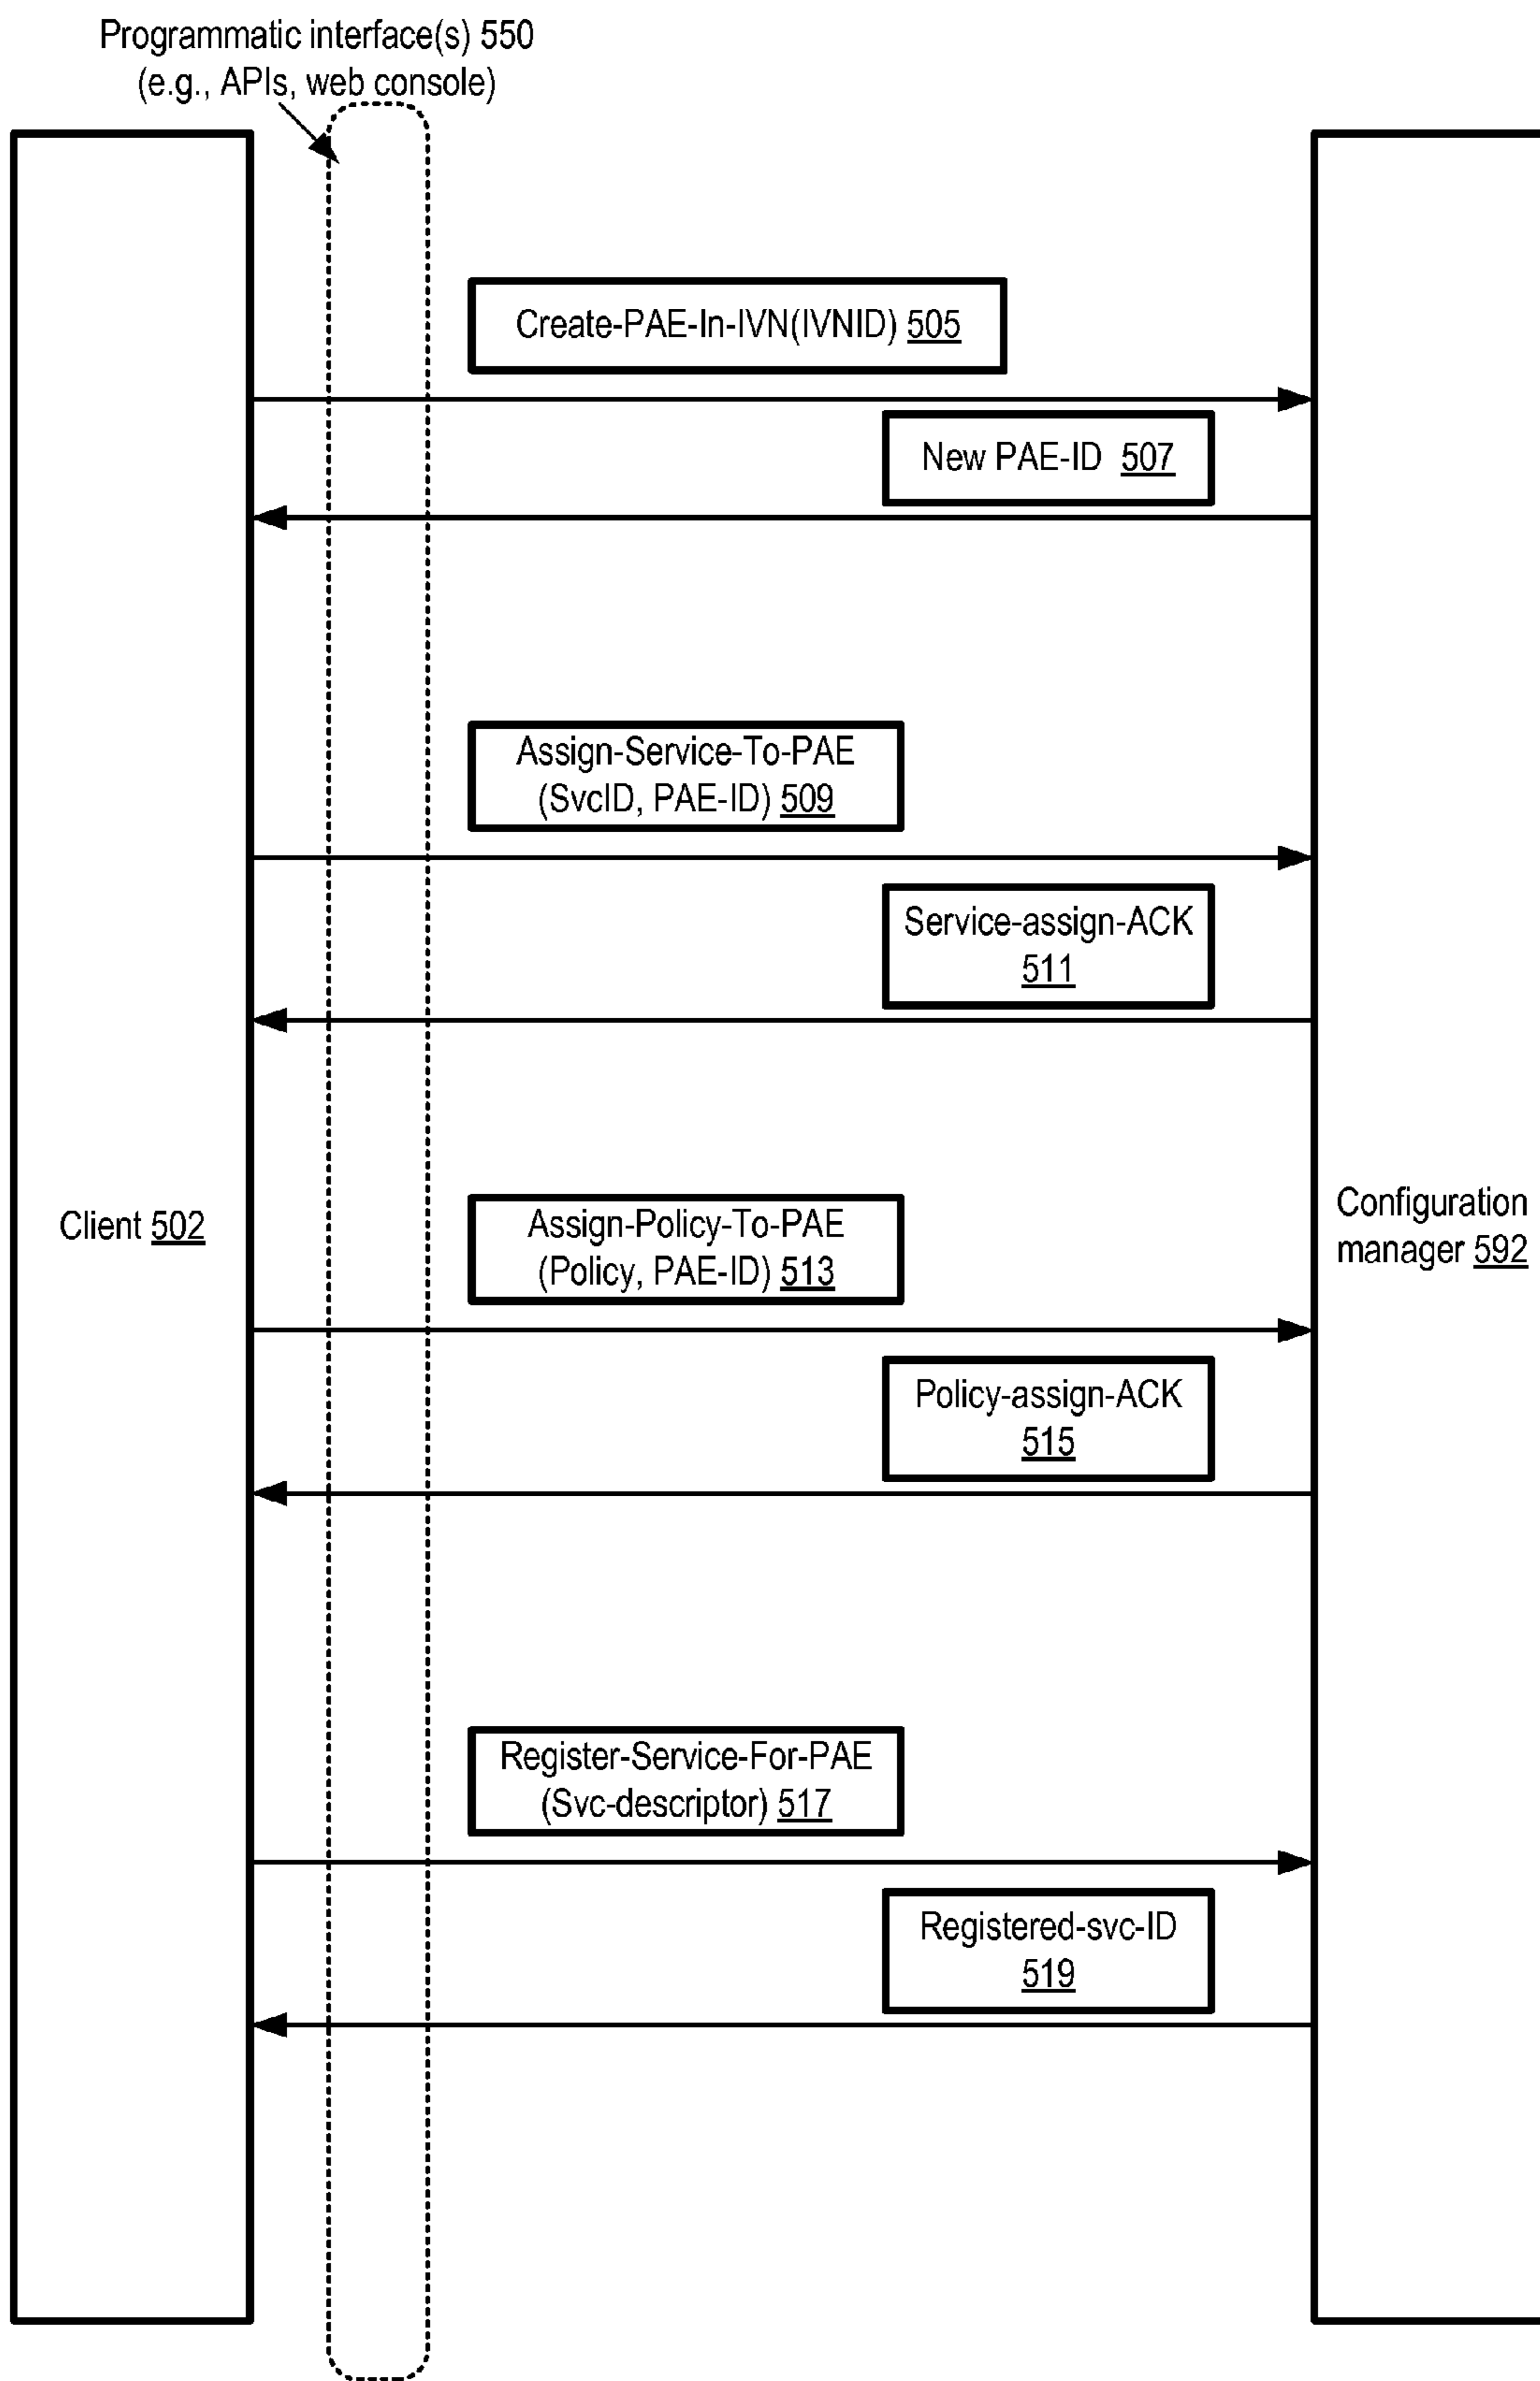 Programmatic interface(s) 550
(e.g., APIs, web console)
Create-PAE-In-IVN(IVNID) 505
New PAE-ID 507
Assign-Service-To-PAE
(SvcID, PAE-ID) 509
Service-assign-ACK
511
Client 502
Assign-Policy-To-PAE
(Policy, PAE-ID) 513
Configuration
manager 592
Policy-assign-ACK
515
Register-Service-For-PAE
(Svc-descriptor) 517
Registered-svc-ID
519